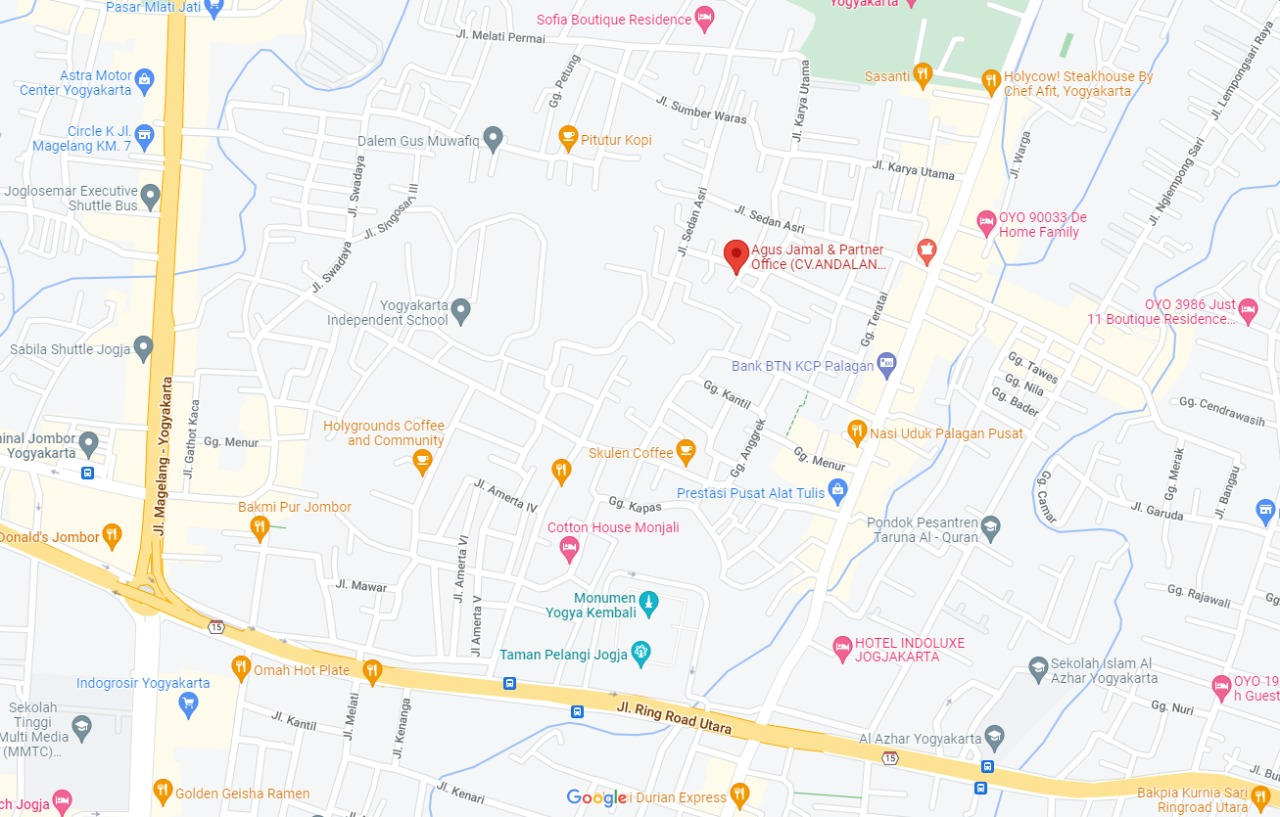 Pasar Mlati Jati
Sofia Boutique Residence
Yogyakarta
Jl. Melati Permai
Astra Motor
Center Yogyakarta
Gg. Petung
Jl. Karya Utama
Sasanti
Holycow! Steakhouse By
Chef Afit, Yogyakarta
Jl. Lempongsari Raya
Circle K Jl.
Magelang KM. 7
Dalem Gus Muwafiq
Pitutur Kopi
Jl. Sumber Waras
Jl. Karya Utama
Jl. Warga
Jl. Nglempong Sari
Joglosemar Executive
Shuttle Bus
Jl. Swadaya
Jl. Singosari III
Jl. Sedan Asri
Jl. Sedan Asri
OYO 90033 De
Home Family
Agus Jamal & Partner
Office (CV.ANDALAN...
Jl. Swadaya
Yogyakarta
Independent School
Gg. Teratai
OYO 3986 Just
11 Boutique Residence...
Sabila Shuttle Jogja
Bank BTN KCP Palagan
Gg. Tawes
Gg. Nila
Gg. Bader
Gg. Kantil
Gg. Cendrawasih
Jl. Magelang - Yogyakarta
Jl. Gathot Kaca
Gg. Menur
Holygrounds Coffee
and Community
Skulen Coffee
Gg. Anggrek
Nasi Uduk Palagan Pusat
Gg. Menur
minal Jombor
Yogyakarta
Jl. Amerta IV
Gg. Kapas
Prestasi Pusat Alat Tulis
Gg. Camar
Gg. Merak
Jl. Bangau
Jl. Garuda
Bakmi Pur Jombor
Donald's Jombor
Cotton House Monjali
Pondok Pesantren
Taruna Al - Quran
Jl. Mawar
Jl. Amerta VI
Jl Amerta V
Monumen
Yogya Kembali
Gg. Rajawali
Gg.
15
Taman Pelangi Jogja
HOTEL INDOLUXE
JOGJAKARTA
Omah Hot Plate
Sekolah Islam Al
Azhar Yogyakarta
Indogrosir Yogyakarta
OYO 19
h Guest
Sekolah
Tinggi
Multi Media
(MMTC)...
Jl. Kantil
Jl. Melati
Jl. Kenanga
Jl. Ring Road Utara
Gg. Nuri
Al Azhar Yogyakarta
15
Jl. Bu
Golden Geisha Ramen
Jl. Kenari
Google
i Durian Express
Bakpia Kurnia Sari
Ringroad Utara
ch Jogja